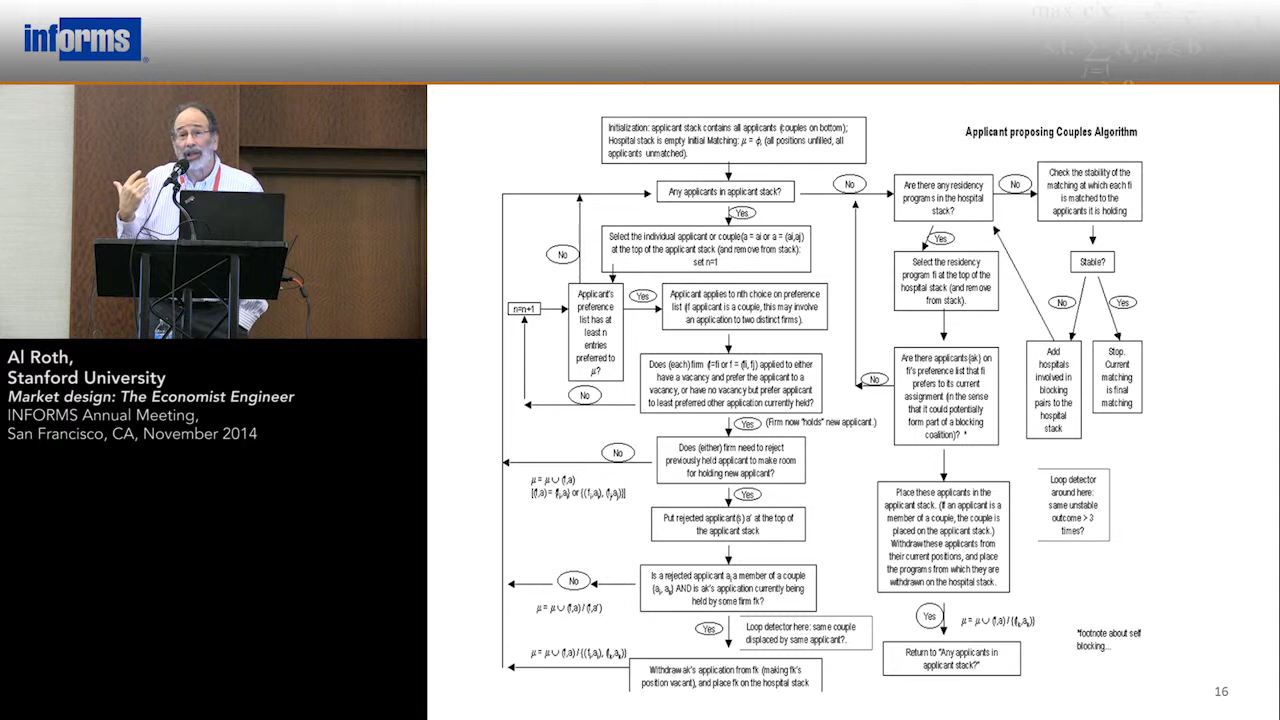 informs
Al Roth,
Stanford University
Market design: The Economist Engineer
INFORMS Annual Meeting,
San Francisco, CA, November 2014
Applicant proposing Couples Algorithm
Initialization: applicant stack contains all applicants (couples on bottom);
Hospital stack is empty Initial Matching: μ = ϕ, (all positions unfilled, all
applicants unmatched).
Any applicants in applicant stack?
No
Yes
Select the individual applicant or couple(a = ai or a = (ai,aj)
at the top of the applicant stack (and remove from stack):
set n=1
No
n=n+1
Applicant's
preference
list has at
least n
entries
preferred to
μ?
Yes
Applicant applies to nth choice on preference
list (if applicant is a couple, this may involve
an application to two distinct firms).
Does (each) firm (f=fi or f = (fi, fj) applied to either
have a vacancy and prefer the applicant to a
vacancy, or have no vacancy but prefer applicant
to least preferred other application currently held?
No
Yes
(Firm now "holds" new applicant.)
Does (either) firm need to reject
previously held applicant to make room
for holding new applicant?
No
μ = μ ∪ (f,a)
Yes
Put rejected applicant(s) a' at the top of
the applicant stack
Is a rejected applicant aj a member of a couple
(aj, ak) AND is ak's application currently being
held by some firm fk?
No
μ = μ ∪ (f,a) / (f,a')
Yes
Loop detector here: same couple
displaced by same applicant?.
Withdraw ak's application from fk (making fk's
position vacant), and place fk on the hospital stack
Are there any residency
programs in the hospital
stack?
No
Yes
Select the residency
program fi at the top of the
hospital stack (and remove
from stack).
Are there applicants(ak) on
fi's preference list that fi
prefers to its current
assignment (in the sense
that it could potentially
form part of a blocking
coalition)? *
No
Place these applicants in the
applicant stack. (If an applicant is a
member of a couple, the couple is
placed on the applicant stack.)
Withdraw these applicants from
their current positions, and place
the programs from which they are
withdrawn on the hospital stack.
Yes
μ = μ ∪ (f,a) / ((fk,ak))
Return to "Any applicants in
applicant stack?"
Check the stability of the
matching at which each fi
is matched to the
applicants it is holding
Stable?
No
Yes
Add
hospitals
involved in
blocking
pairs to the
hospital
stack
Stop.
Current
matching
is final
matching
Loop detector
around here:
same unstable
outcome > 3
times?
*footnote about self
blocking...
16